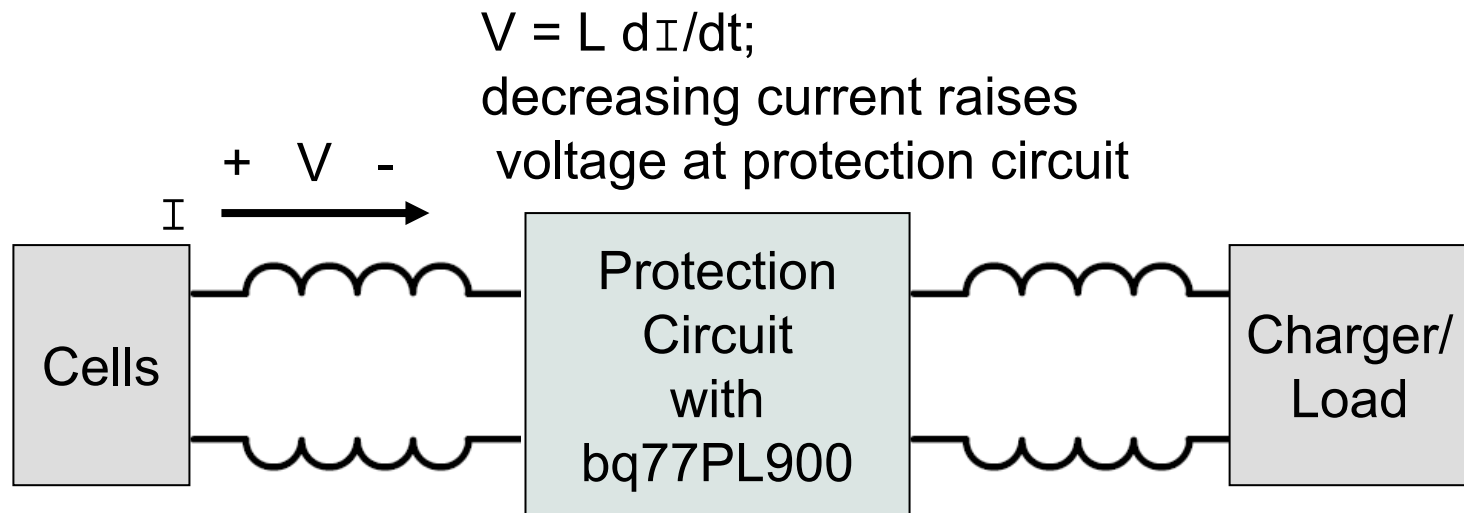 V = L dI/dt;
decreasing current raises
voltage at protection circuit
+ V -
I
Cells
Protection
Circuit
with
bq77PL900
Charger/
Load